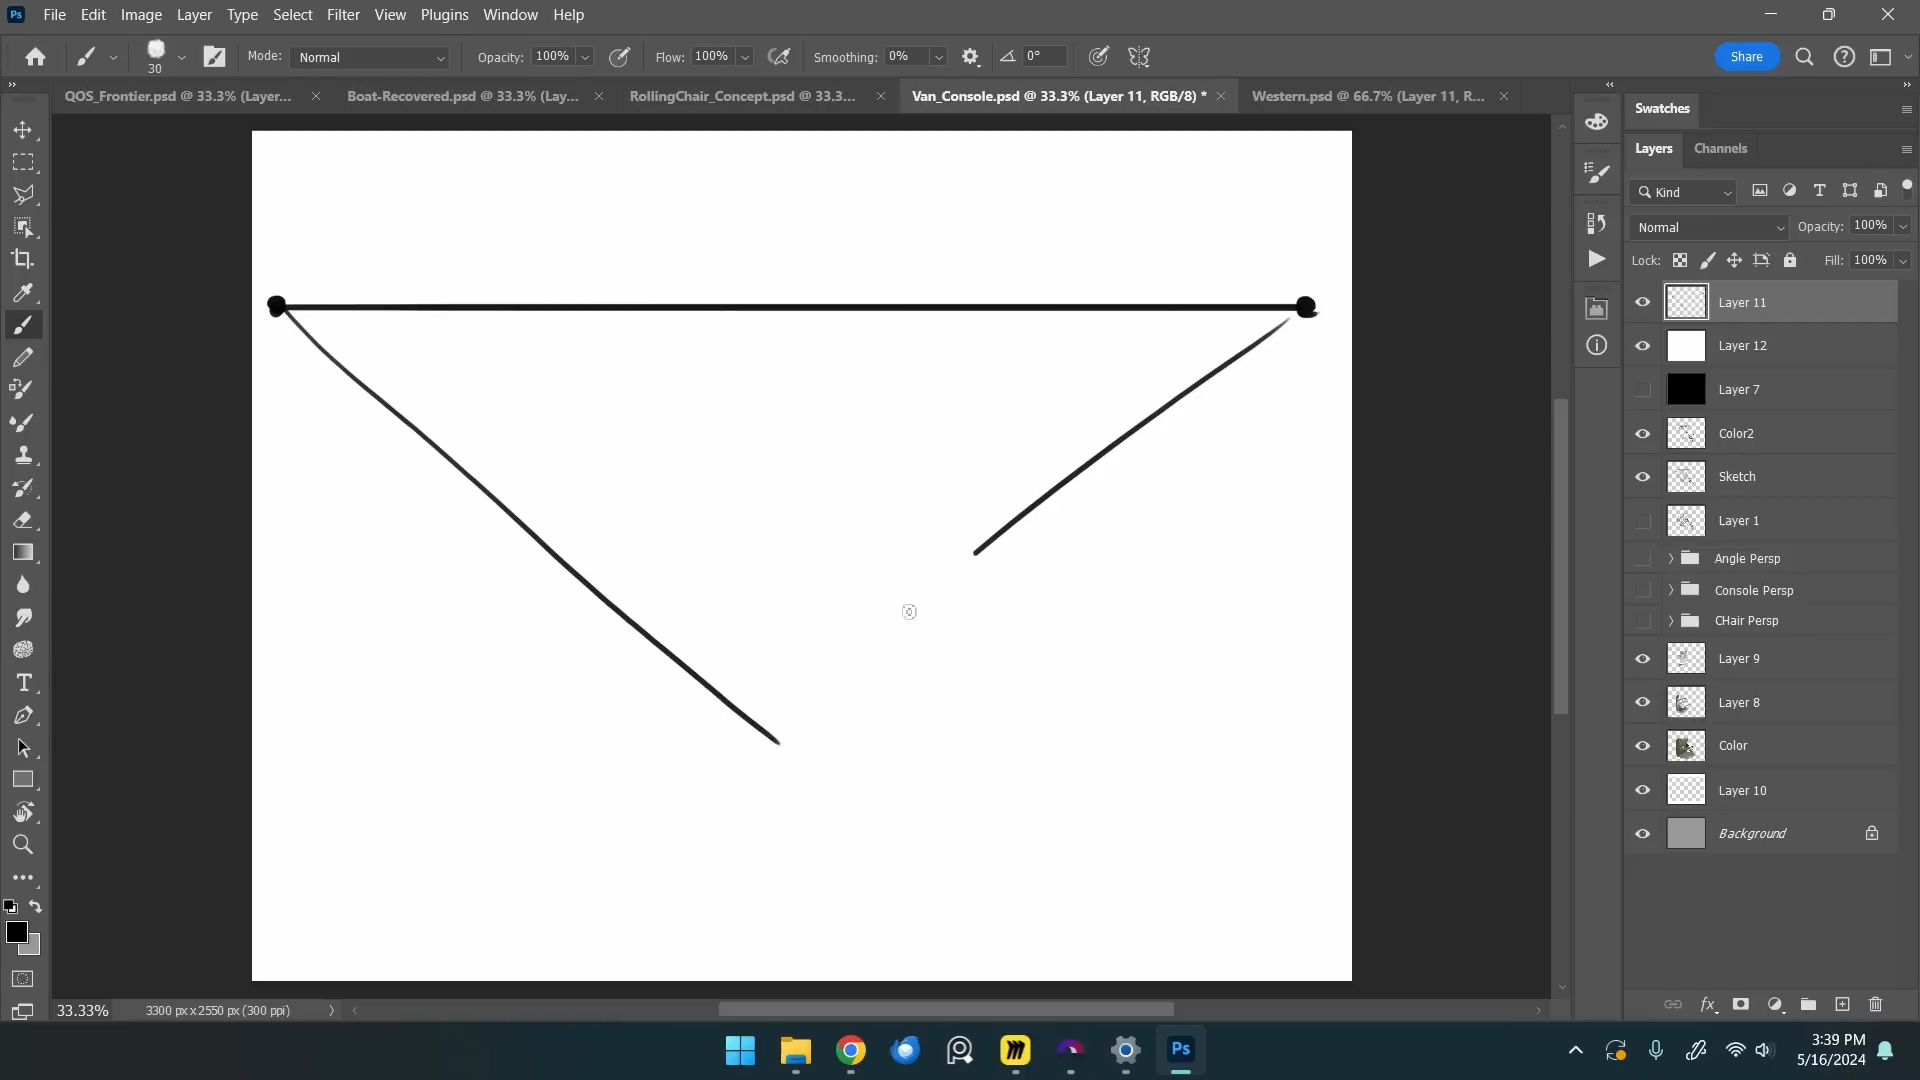 Ps File Edit Image Layer Type Select Filter View Plugins Window Help
30 Mode: Normal Opacity: 100% Flow: 100% Smoothing: 0% 0° Share
QOS_Frontier.psd @ 33.3% (Layer... Boat-Recovered.psd @ 33.3% (Lay... RollingChair_Concept.psd @ 33.3... Van_Console.psd @ 33.3% (Layer 11, RGB/8) * Western.psd @ 66.7% (Layer 11, R...
Swatches
Layers Channels
Kind
Normal Opacity: 100%
Lock: Fill: 100%
Layer 11
Layer 12
Layer 7
Color2
Sketch
Layer 1
Angle Persp
Console Persp
CHair Persp
Layer 9
Layer 8
Color
Layer 10
Background
33.33% 3300 px x 2550 px (300 ppi)
Ps
3:39 PM
5/16/2024